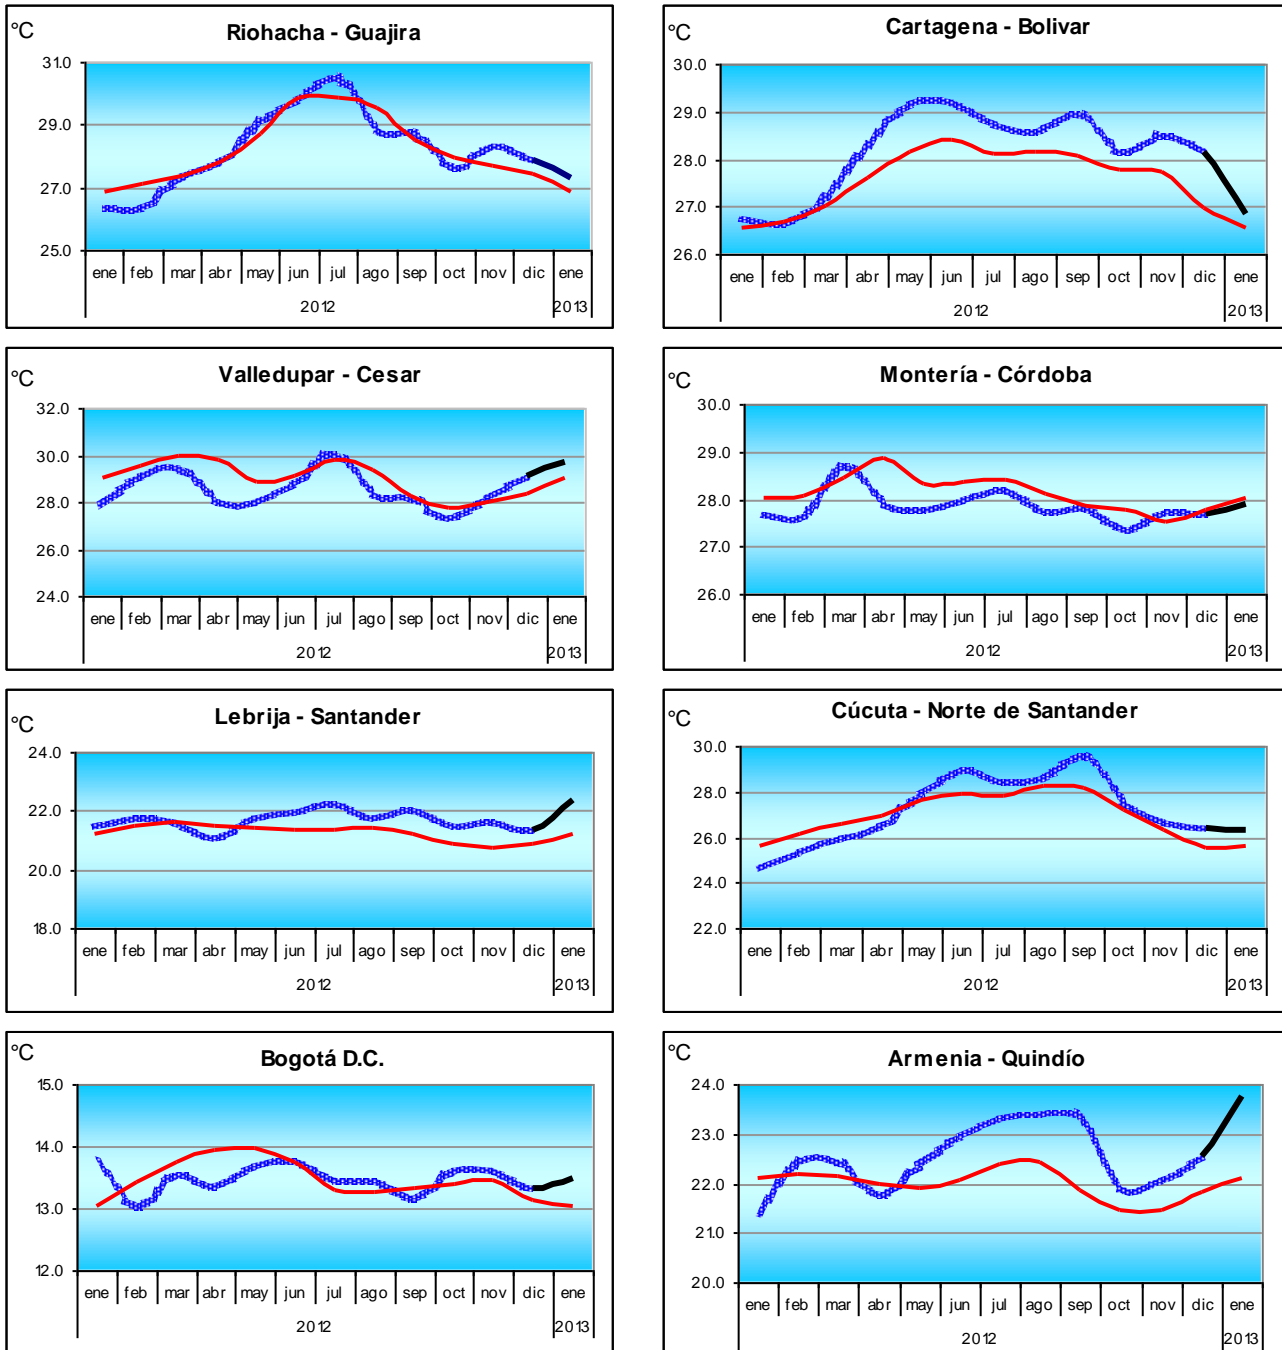 °C
Riohacha - Guajira
31.0
29.0
27.0
25.0
ene feb mar abr may jun jul ago sep oct nov dic ene
2012 2013
°C
Cartagena - Bolivar
30.0
29.0
28.0
27.0
26.0
ene feb mar abr may jun jul ago sep oct nov dic ene
2012 2013
°C
Valledupar - Cesar
32.0
30.0
28.0
26.0
24.0
ene feb mar abr may jun jul ago sep oct nov dic ene
2012 2013
°C
Montería - Córdoba
30.0
29.0
28.0
27.0
26.0
ene feb mar abr may jun jul ago sep oct nov dic ene
2012 2013
°C
Lebrija - Santander
24.0
22.0
20.0
18.0
ene feb mar abr may jun jul ago sep oct nov dic ene
2012 2013
°C
Cúcuta - Norte de Santander
30.0
28.0
26.0
24.0
22.0
ene feb mar abr may jun jul ago sep oct nov dic ene
2012 2013
°C
Bogotá D.C.
15.0
14.0
13.0
12.0
ene feb mar abr may jun jul ago sep oct nov dic ene
2012 2013
°C
Armenia - Quindío
24.0
23.0
22.0
21.0
20.0
ene feb mar abr may jun jul ago sep oct nov dic ene
2012 2013